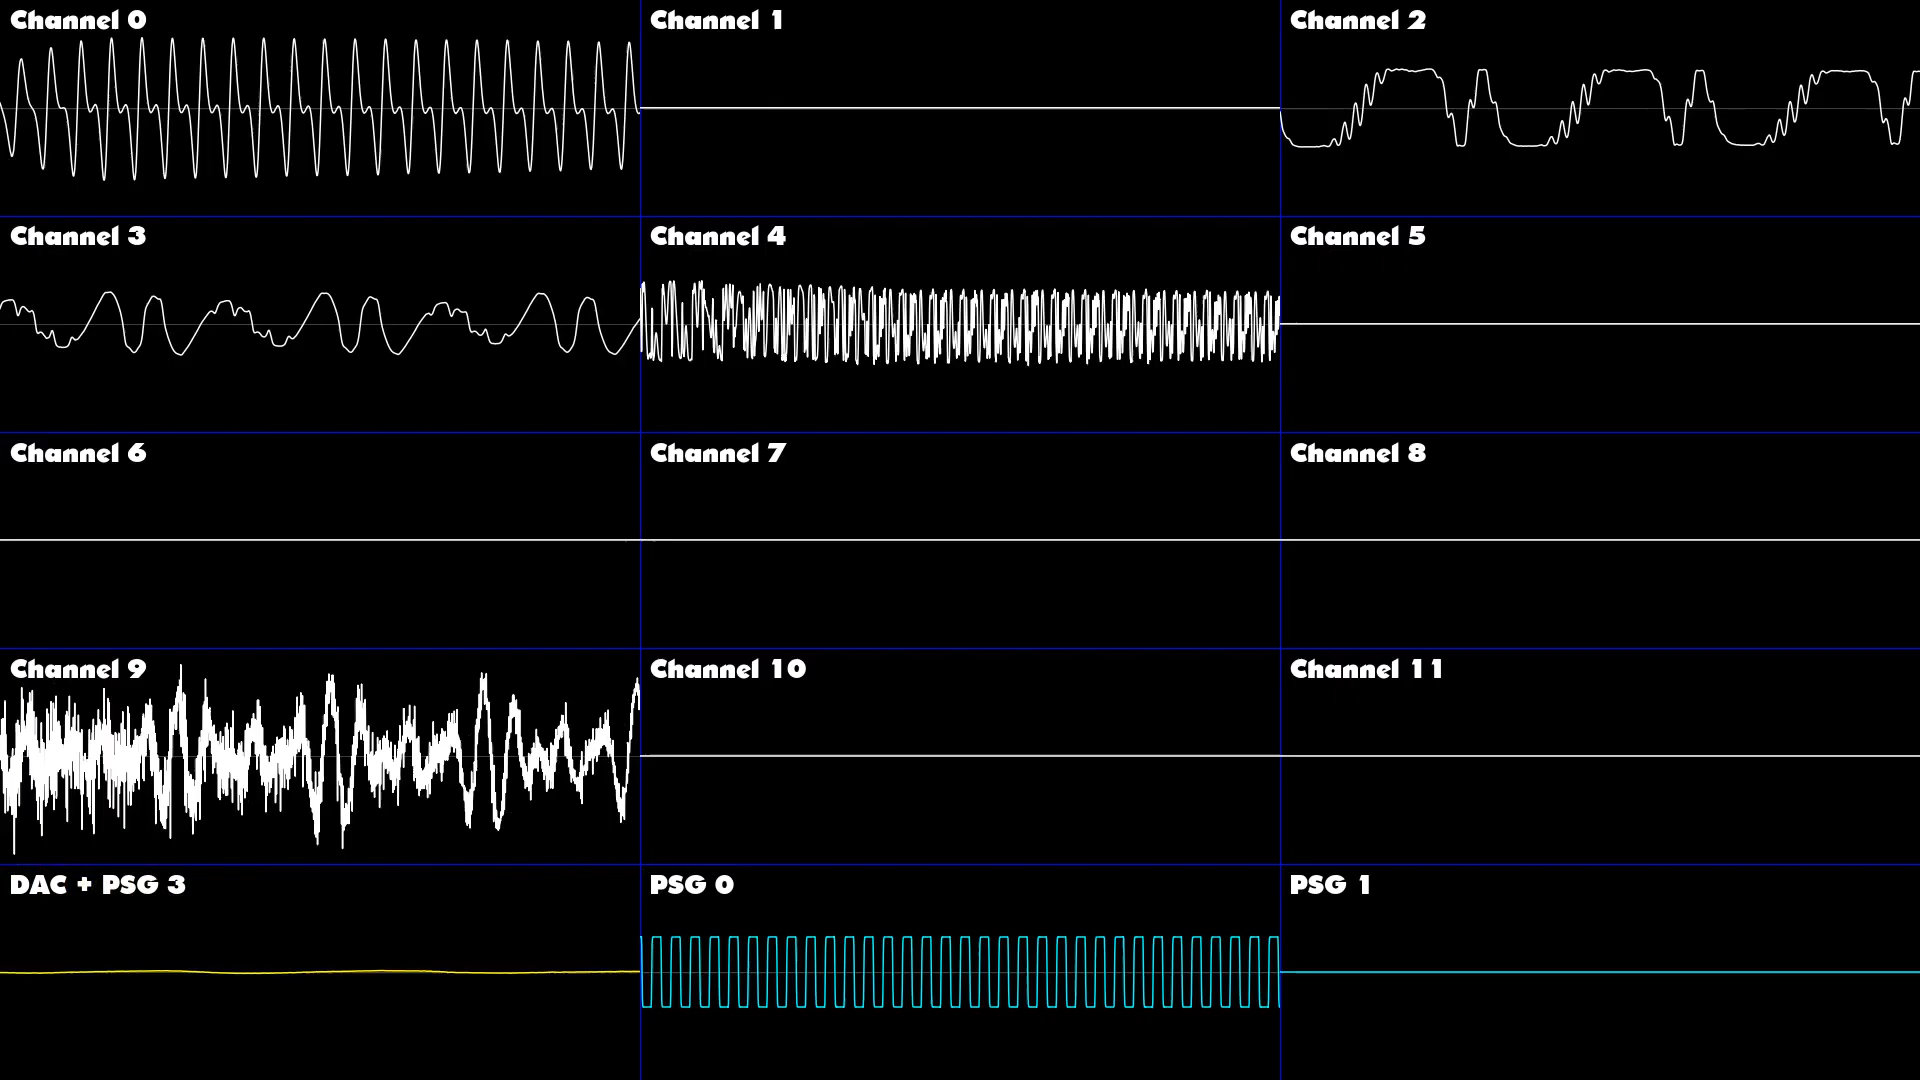 Channel 0
Channel 1
Channel 2
Channel 3
Channel 4
Channel 5
Channel 6
Channel 7
Channel 8
Channel 9
Channel 10
Channel 11
DAC + PSG 3
PSG 0
PSG 1